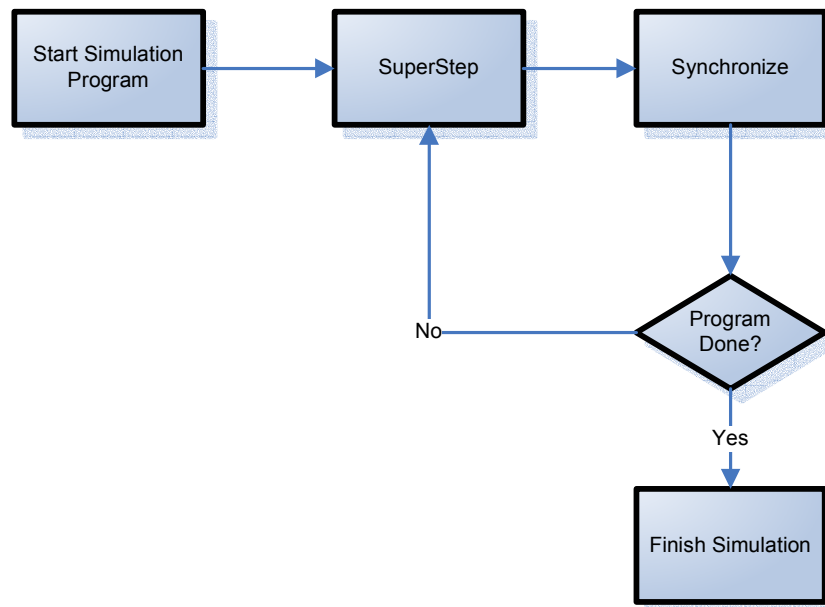 Start Simulation
Program
SuperStep
Synchronize
Program
Done?
No
Yes
Finish Simulation